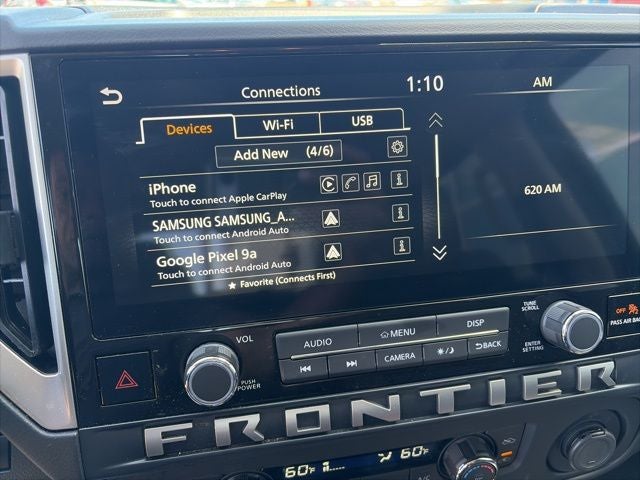 Connections
1:10
AM
Devices
Wi-Fi
USB
Add New (4/6)
iPhone
Touch to connect Apple CarPlay
SAMSUNG SAMSUNG_A...
Touch to connect Android Auto
Google Pixel 9a
Touch to connect Android Auto
★ Favorite (Connects First)
620 AM
VOL
PUSH
POWER
AUDIO
MENU
DISP
CAMERA
BACK
TUNE
SCROLL
ENTER
SETTING
OFF
PASS AIR BAG
FRONTIER
60°F
60°F
A/C